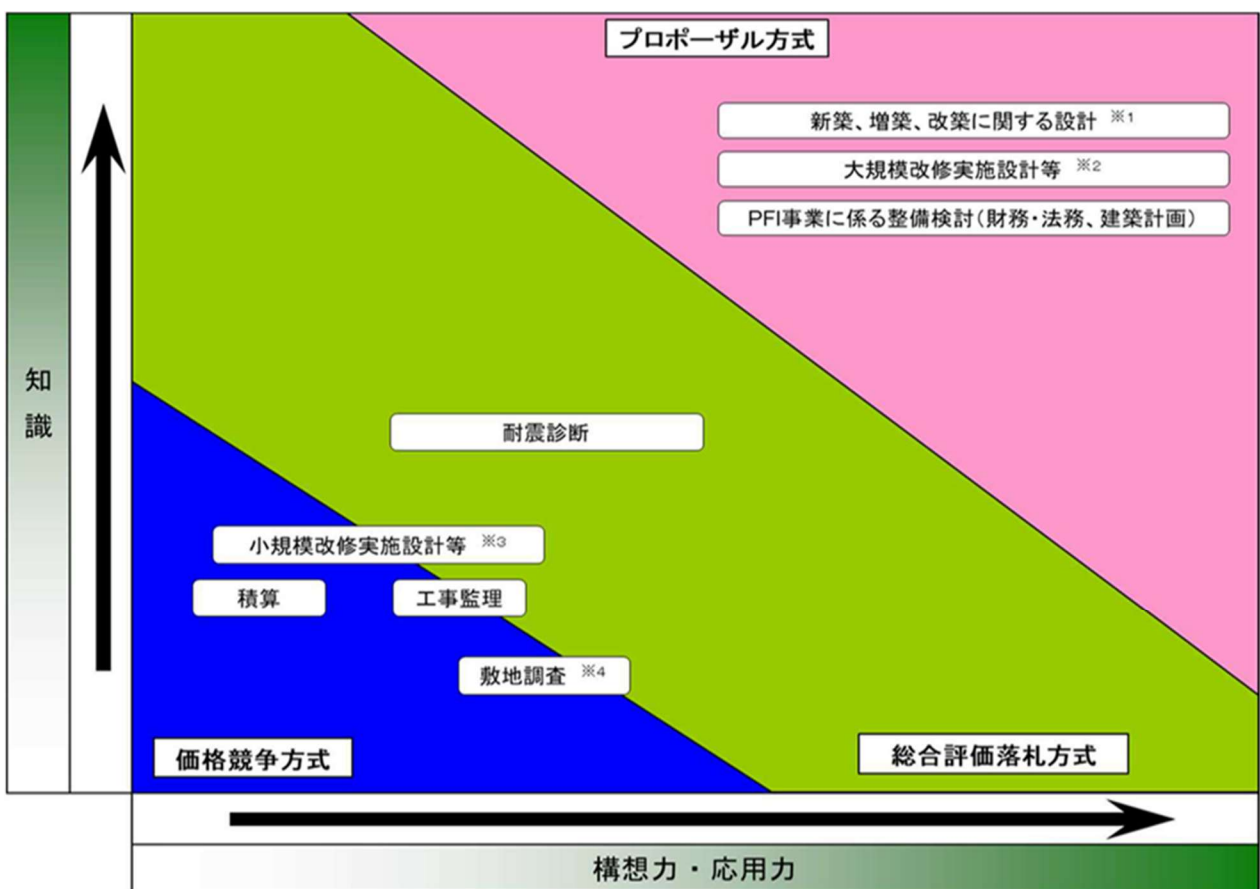 プロポーザル方式
新築、増築、改築に関する設計 ※1
大規模改修実施設計等 ※2
PFI事業に係る整備検討(財務・法務、建築計画)
知識
耐震診断
小規模改修実施設計等 ※3
積算
工事監理
敷地調査 ※4
価格競争方式
総合評価落札方式
構想力・応用力